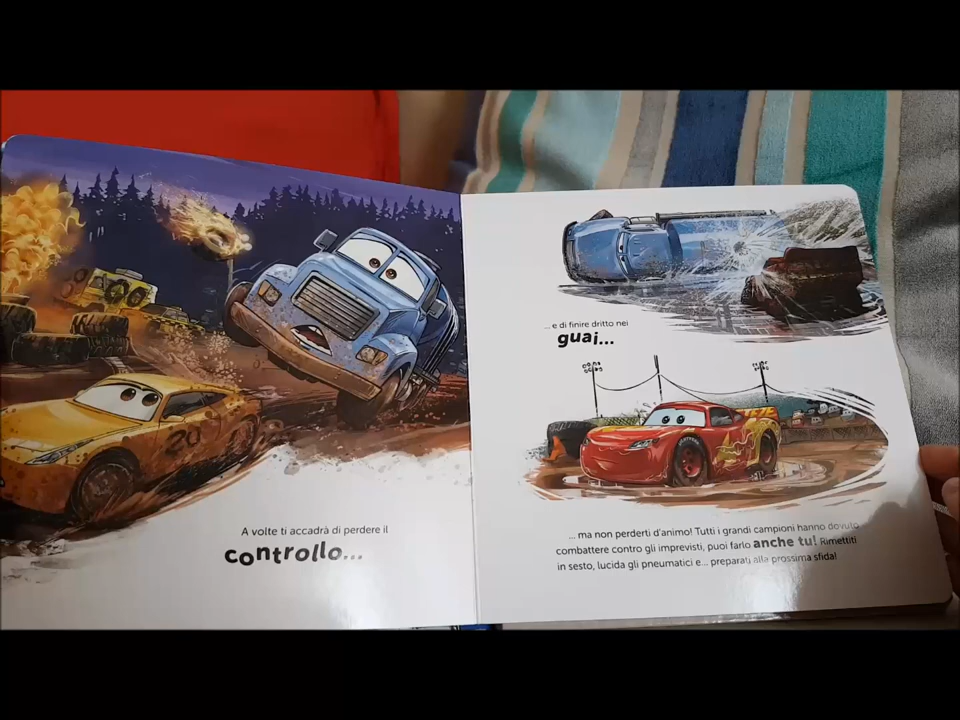 20
A volte ti accadrà di perdere il
controllo...
... e di finire dritto nei
guai...
... ma non perderti d'animo! Tutti i grandi campioni hanno dovuto
combattere contro gli imprevisti, puoi farlo anche tu! Rimettiti
in sesto, lucida gli pneumatici e... preparati alla prossima sfida!